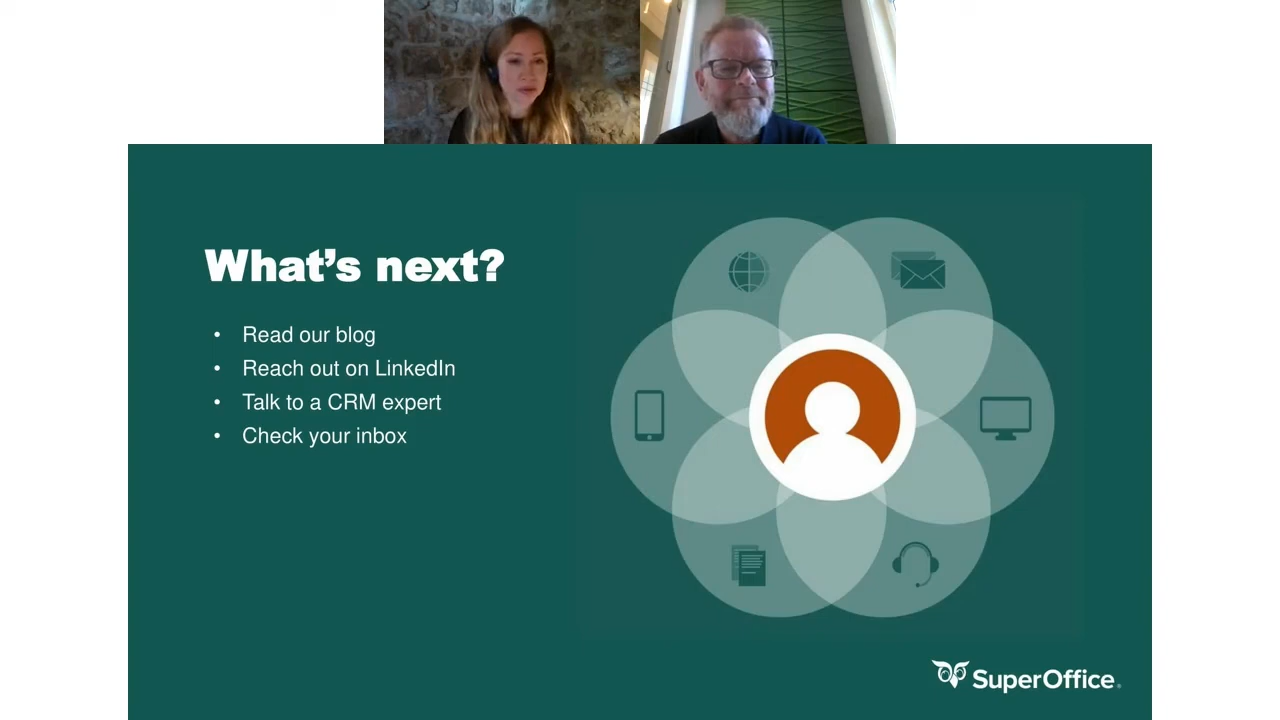 What’s next?
• Read our blog
• Reach out on LinkedIn
• Talk to a CRM expert
• Check your inbox
SuperOffice®